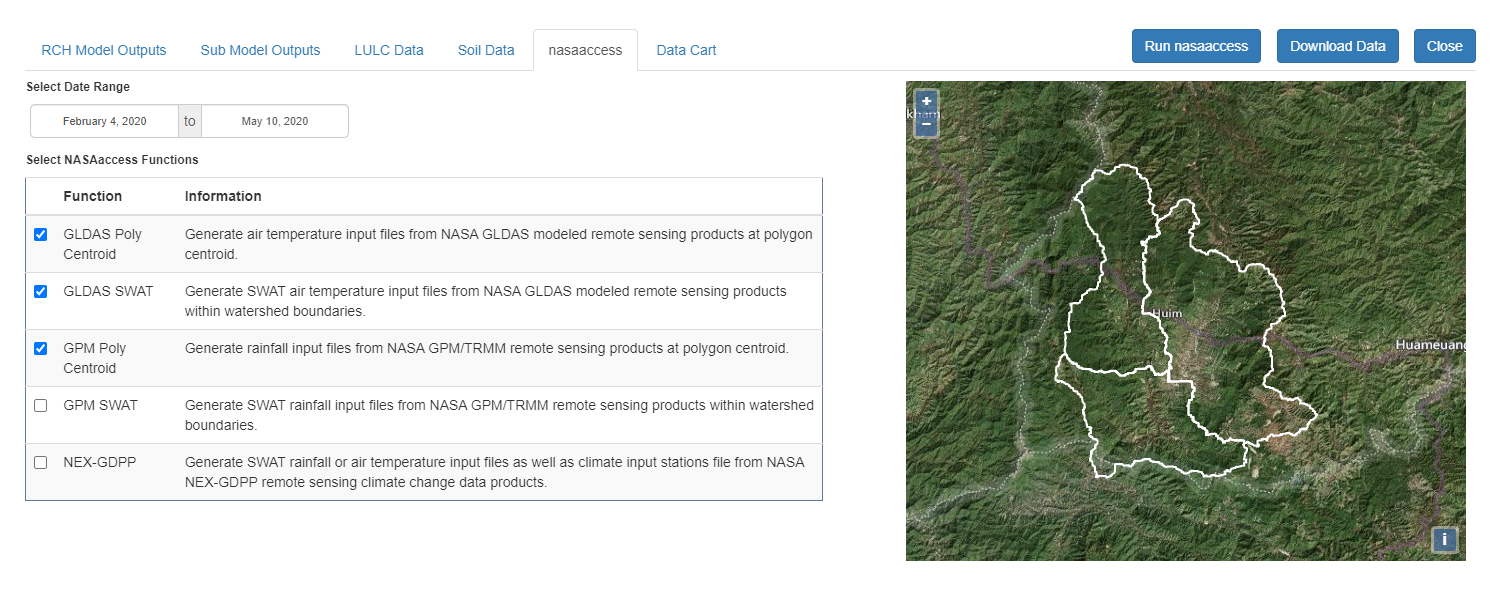 RCH Model Outputs Sub Model Outputs LULC Data Soil Data nasaaccess Data Cart Run nasaaccess Download Data Close
Select Date Range
February 4, 2020 to May 10, 2020
Select NASAaccess Functions
Function Information
GLDAS Poly Centroid
Generate air temperature input files from NASA GLDAS modeled remote sensing products at polygon
centroid.
GLDAS SWAT
Generate SWAT air temperature input files from NASA GLDAS modeled remote sensing products
within watershed boundaries.
GPM Poly Centroid
Generate rainfall input files from NASA GPM/TRMM remote sensing products at polygon centroid.
GPM SWAT
Generate SWAT rainfall input files from NASA GPM/TRMM remote sensing products within watershed
boundaries.
NEX-GDPP
Generate SWAT rainfall or air temperature input files as well as climate input stations file from NASA
NEX-GDPP remote sensing climate change data products.
+
−
kham
Huim
Huameuang
i